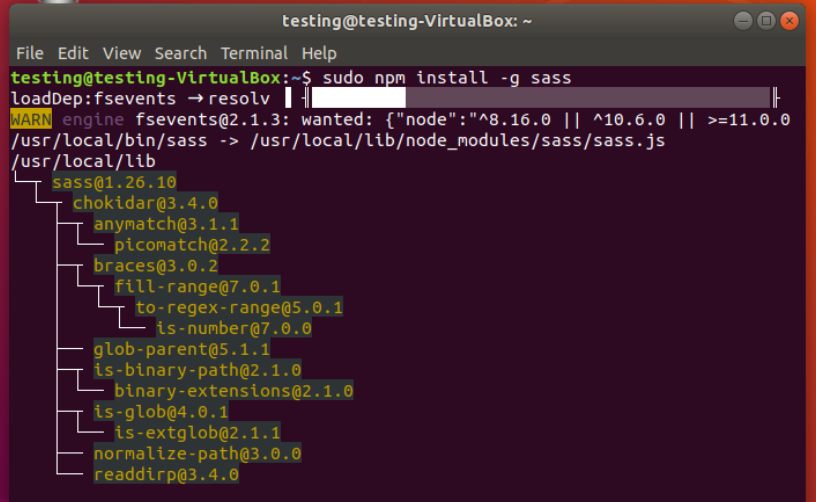 testing@testing-VirtualBox: ~
File Edit View Search Terminal Help
testing@testing-VirtualBox:~$ sudo npm install -g sass
loadDep:fsevents → resolv
WARN engine fsevents@2.1.3: wanted: {"node":"^8.16.0 || ^10.6.0 || >=11.0.0
/usr/local/bin/sass -> /usr/local/lib/node_modules/sass/sass.js
/usr/local/lib
└─┬ sass@1.26.10
  └─┬ chokidar@3.4.0
    ├─┬ anymatch@3.1.1
    │ └── picomatch@2.2.2
    ├─┬ braces@3.0.2
    │ └─┬ fill-range@7.0.1
    │   └─┬ to-regex-range@5.0.1
    │     └── is-number@7.0.0
    ├── glob-parent@5.1.1
    ├─┬ is-binary-path@2.1.0
    │ └── binary-extensions@2.1.0
    ├─┬ is-glob@4.0.1
    │ └── is-extglob@2.1.1
    ├── normalize-path@3.0.0
    └── readdirp@3.4.0